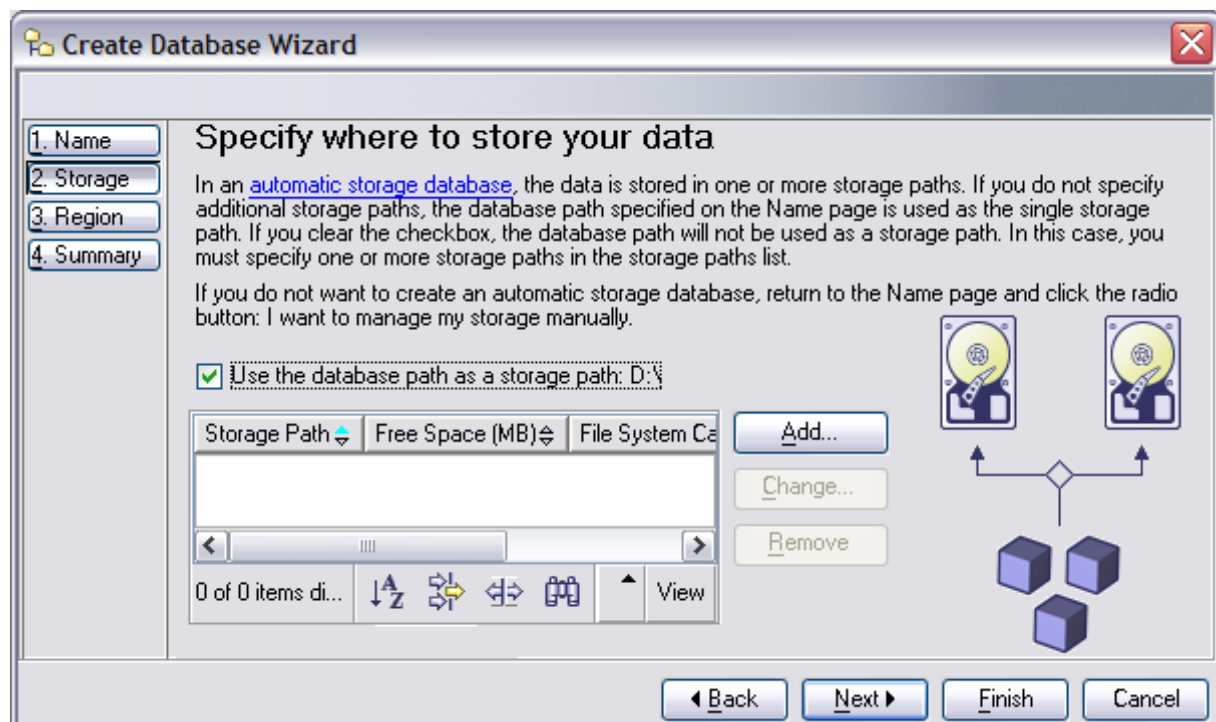 Create Database Wizard
1. Name
2. Storage
3. Region
4. Summary
Specify where to store your data
In an automatic storage database, the data is stored in one or more storage paths. If you do not specify
additional storage paths, the database path specified on the Name page is used as the single storage
path. If you clear the checkbox, the database path will not be used as a storage path. In this case, you
must specify one or more storage paths in the storage paths list.
If you do not want to create an automatic storage database, return to the Name page and click the radio
button: I want to manage my storage manually.
Use the database path as a storage path: D:\
Storage Path Free Space (MB) File System Ca
Add...
Change...
Remove
0 of 0 items di... A Z View
Back Next Finish Cancel